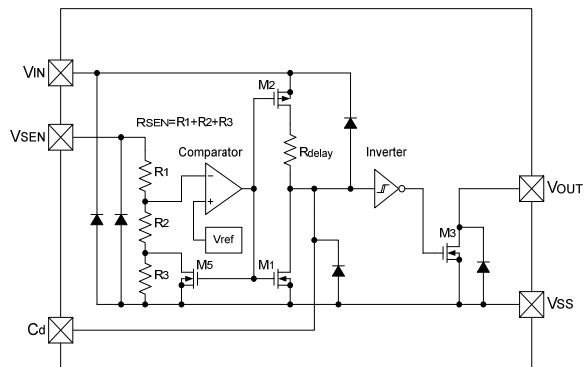 VIN
M2
RSEN=R1+R2+R3
VSEN
Comparator
Rdelay
Inverter
R1
−
+
VOUT
R2
Vref
M3
R3
M5
M1
VSS
Cd